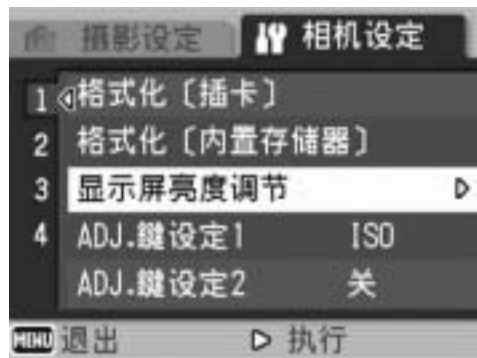 摄影设定 相机设定
1 格式化〔插卡〕
2 格式化〔内置存储器〕
3 显示屏亮度调节
4 ADJ.鍵设定1 ISO
ADJ.鍵设定2 关
MENU 退出 执行